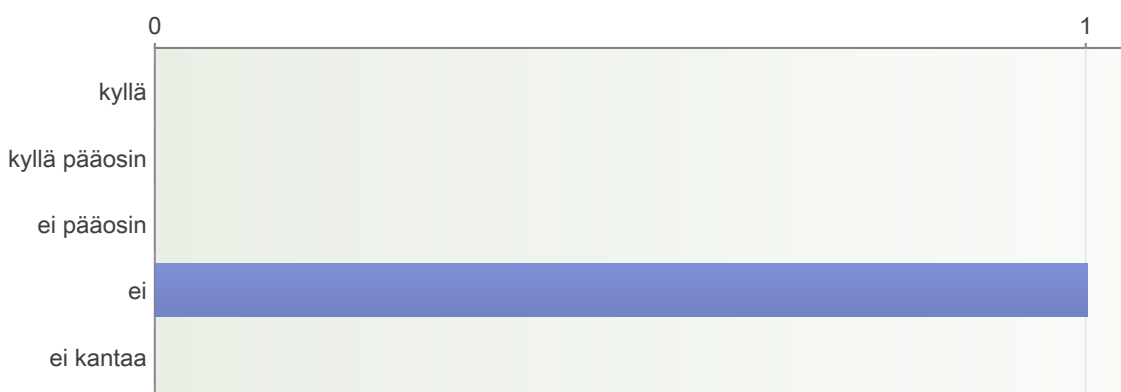 0 1
kyllä
kyllä pääosin
ei pääosin
ei
ei kantaa